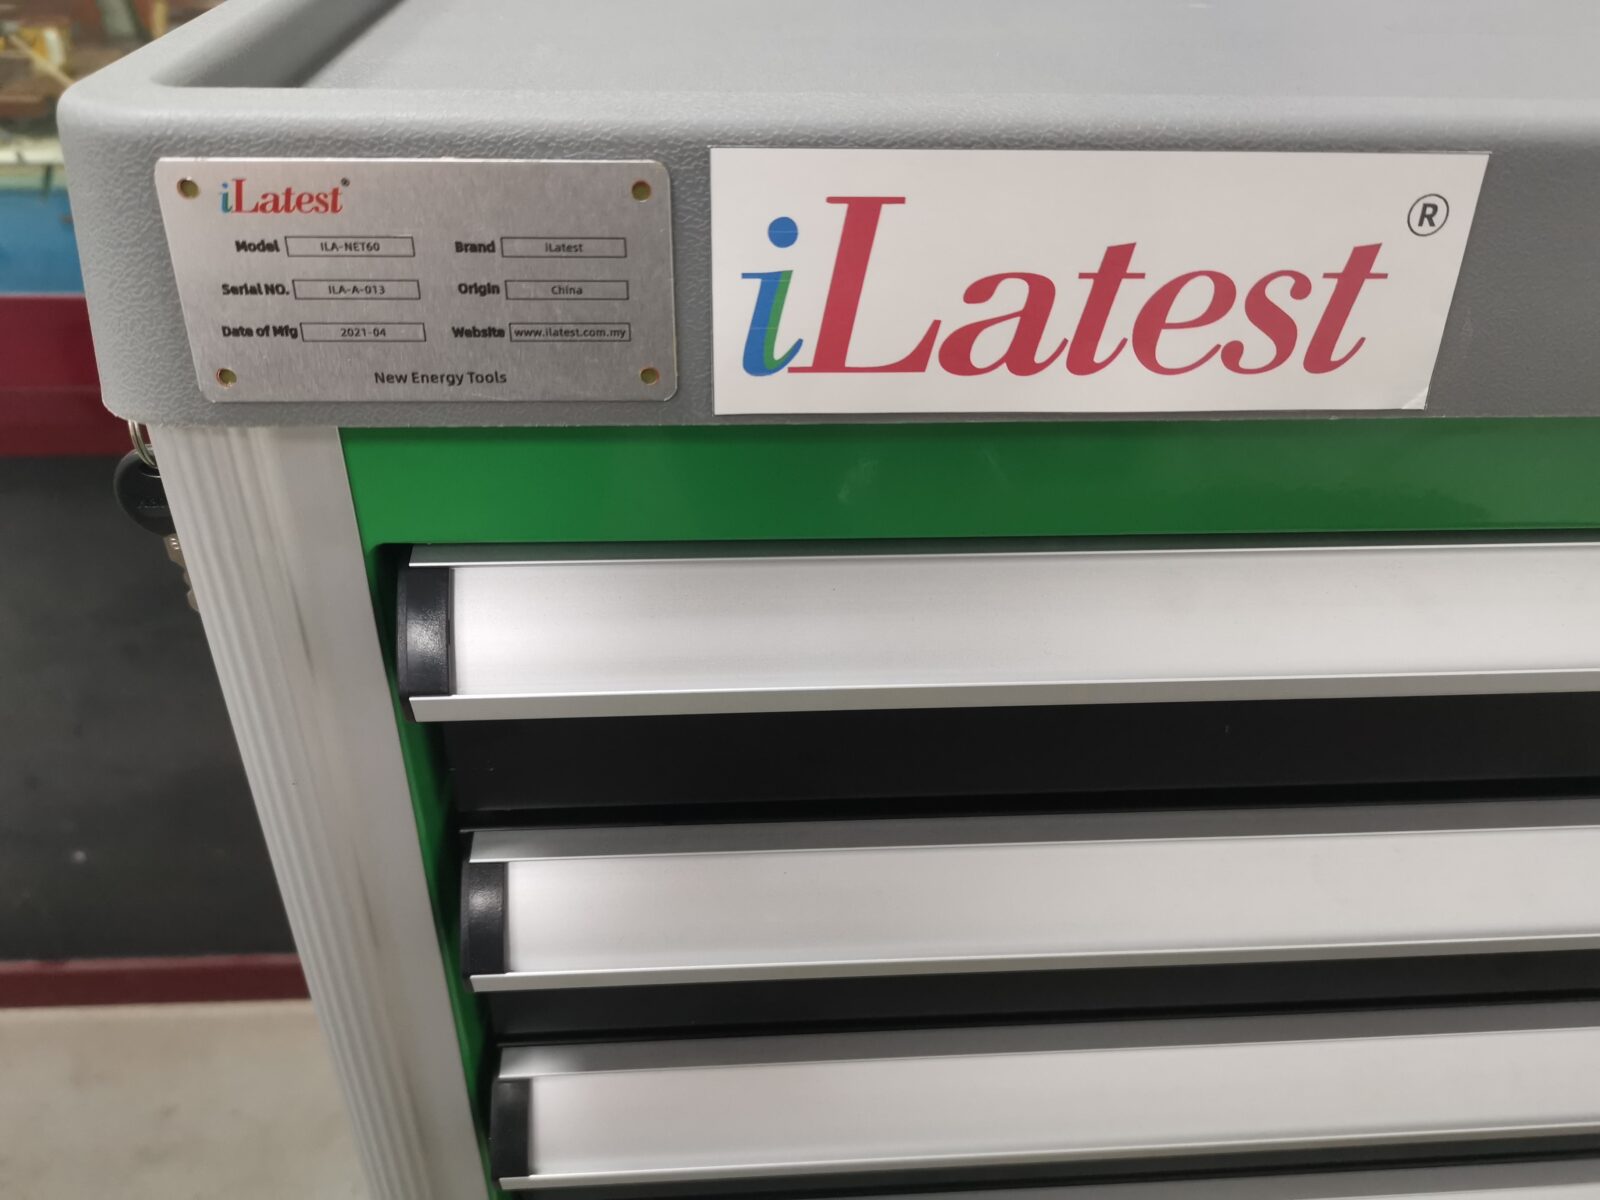 iLatest®
Model ILA-NET60 Brand iLatest
Serial NO. ILA-A-013 Origin China
Date of Mfg 2021-04 Website www.ilatest.com.my
New Energy Tools
iLatest®